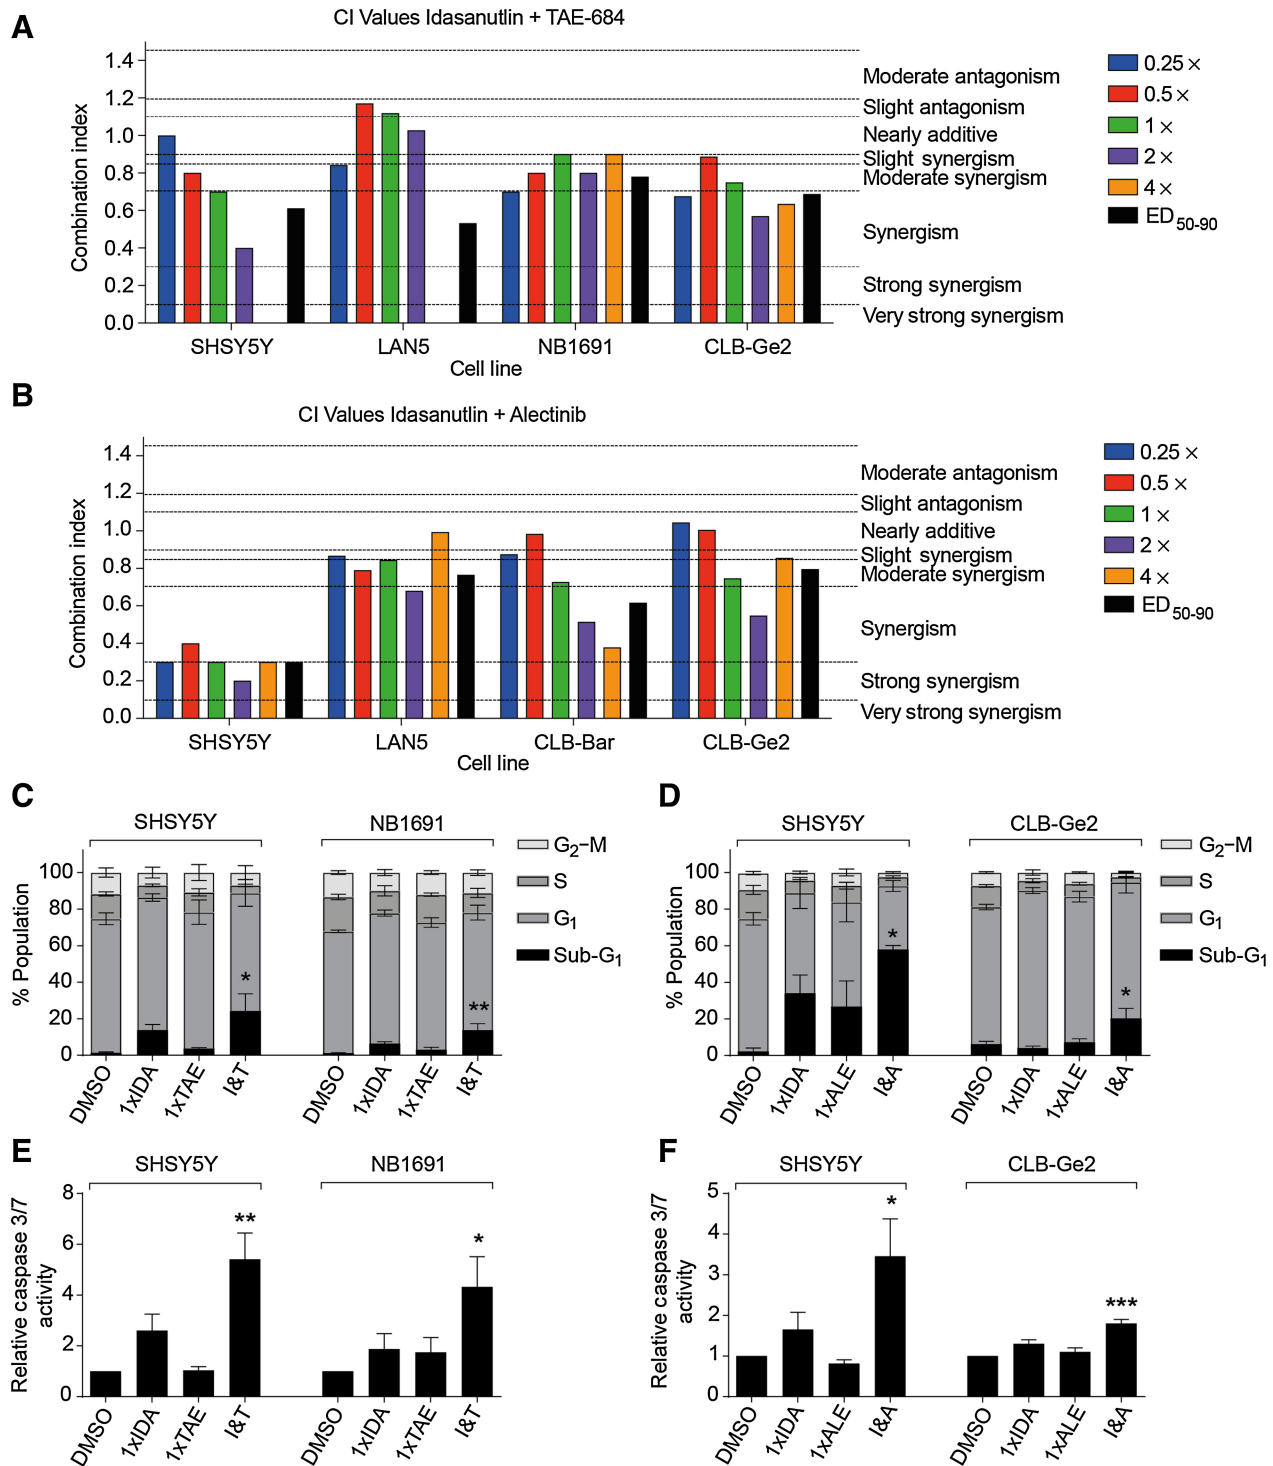 A
CI Values Idasanutlin + TAE-684
Combination index
1.4
1.2
1.0
0.8
0.6
0.4
0.2
0.0
Moderate antagonism
Slight antagonism
Nearly additive
Slight synergism
Moderate synergism
Synergism
Strong synergism
Very strong synergism
0.25 ×
0.5 ×
1 ×
2 ×
4 ×
ED50-90
SHSY5Y LAN5 NB1691 CLB-Ge2
Cell line
B
CI Values Idasanutlin + Alectinib
Combination index
1.4
1.2
1.0
0.8
0.6
0.4
0.2
0.0
Moderate antagonism
Slight antagonism
Nearly additive
Slight synergism
Moderate synergism
Synergism
Strong synergism
Very strong synergism
0.25 ×
0.5 ×
1 ×
2 ×
4 ×
ED50-90
SHSY5Y LAN5 CLB-Bar CLB-Ge2
Cell line
C
SHSY5Y NB1691
% Population
100
80
60
40
20
0
* **
G2–M
S
G1
Sub-G1
DMSO 1xIDA 1xTAE I&T DMSO 1xIDA 1xTAE I&T
D
SHSY5Y CLB-Ge2
% Population
100
80
60
40
20
0
* *
G2–M
S
G1
Sub-G1
DMSO 1xIDA 1xALE I&A DMSO 1xIDA 1xALE I&A
E
SHSY5Y NB1691
Relative caspase 3/7
activity
8
6
4
2
0
** *
DMSO 1xIDA 1xTAE I&T DMSO 1xIDA 1xTAE I&T
F
SHSY5Y CLB-Ge2
Relative caspase 3/7
activity
5
4
3
2
1
0
* ***
DMSO 1xIDA 1xALE I&A DMSO 1xIDA 1xALE I&A